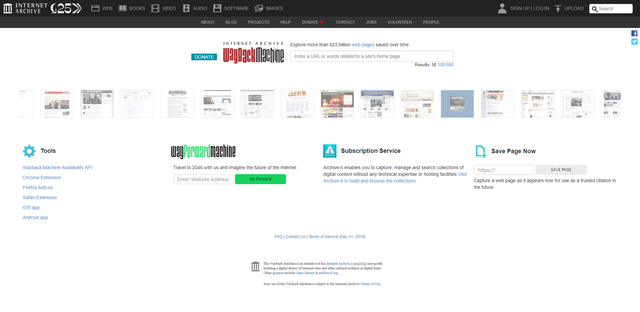 INTERNET ARCHIVE 25 WEB BOOKS VIDEO AUDIO SOFTWARE IMAGES SIGN UP | LOG IN UPLOAD Search
ABOUT BLOG PROJECTS HELP DONATE CONTACT JOBS VOLUNTEER PEOPLE
INTERNET ARCHIVE
WayBackMachine
DONATE
Explore more than 623 billion web pages saved over time
Enter a URL or words related to a site's home page
Results: 50 100 500
Tools
Wayback Machine Availability API
Chrome Extension
Firefox Add-on
Safari Extension
iOS app
Android app
wayforwardmachine
Travel to 2046 with us and imagine the future of the Internet
Enter Website Address Go forward
Subscription Service
Archive-It enables you to capture, manage and search collections
of digital content without any technical expertise or hosting facilities. Visit
Archive-It to build and browse the collections.
Save Page Now
https:// SAVE PAGE
Capture a web page as it appears now for use as a trusted citation in
the future.
FAQ | Contact Us | Terms of Service (Dec 31, 2014)
The Wayback Machine is an initiative of the Internet Archive, a 501(c)(3) non-profit,
building a digital library of Internet sites and other cultural artifacts in digital form.
Other projects include Open Library & archive-it.org.
Your use of the Wayback Machine is subject to the Internet Archive's Terms of Use.